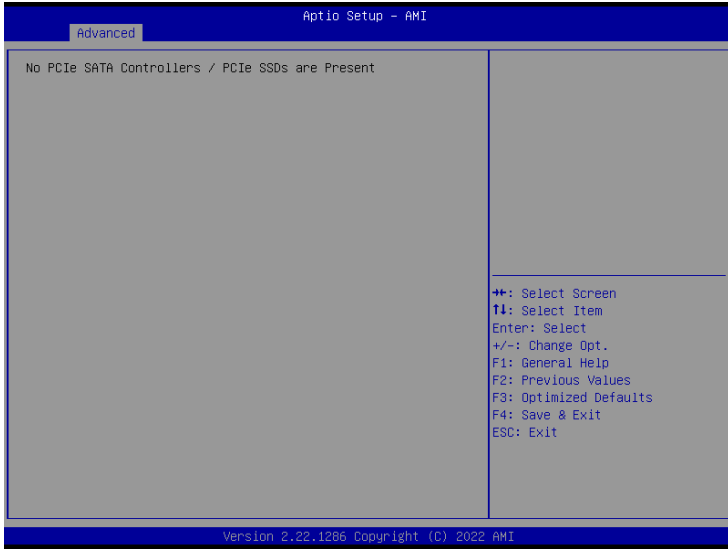 Aptio Setup – AMI
Advanced
No PCIe SATA Controllers / PCIe SSDs are Present
→←: Select Screen
↑↓: Select Item
Enter: Select
+/-: Change Opt.
F1: General Help
F2: Previous Values
F3: Optimized Defaults
F4: Save & Exit
ESC: Exit
Version 2.22.1286 Copyright (C) 2022 AMI